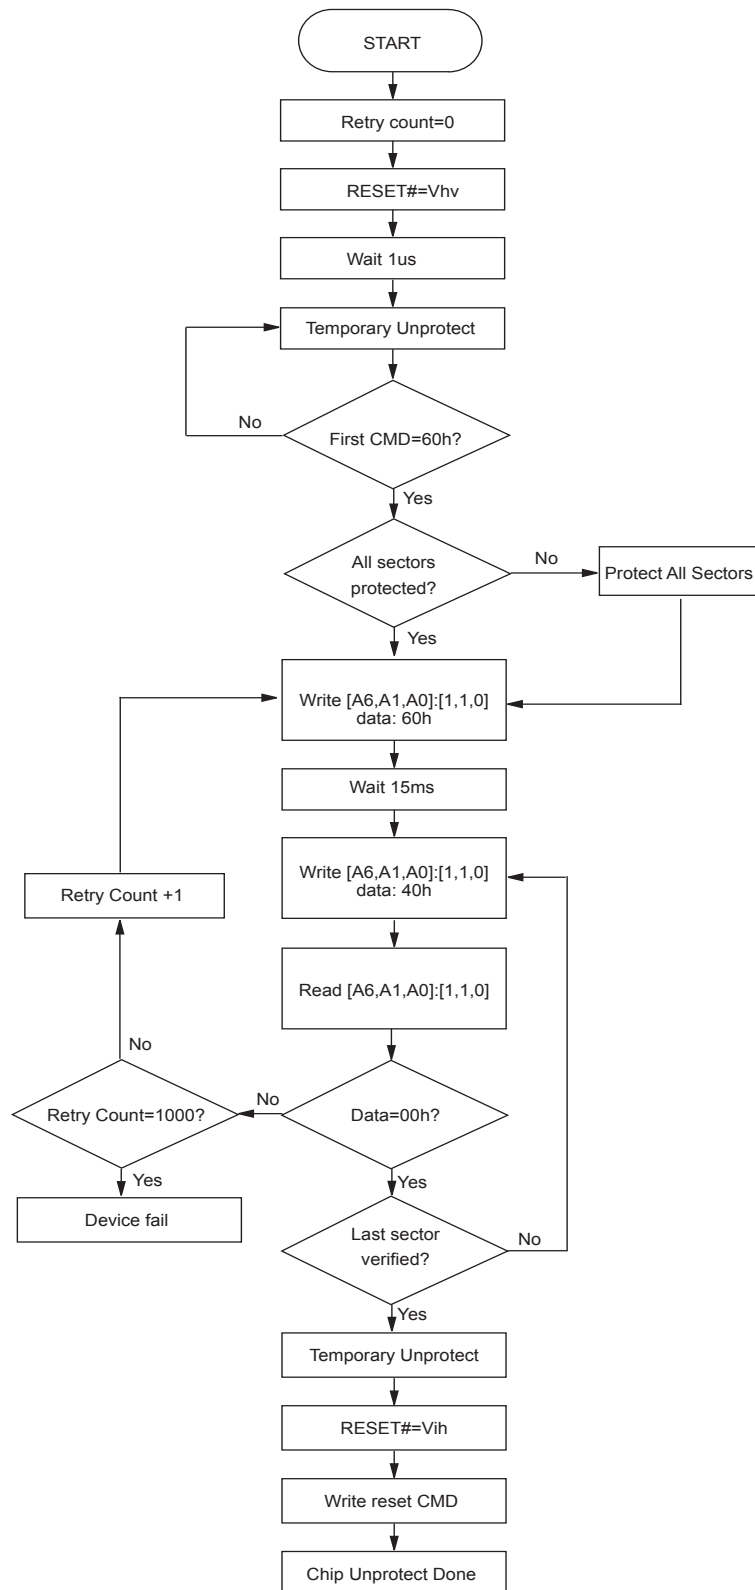 START
Retry count=0
RESET#=Vhv
Wait 1us
Temporary Unprotect
No
First CMD=60h?
Yes
All sectors
protected?
No
Protect All Sectors
Yes
Write [A6,A1,A0]:[1,1,0]
data: 60h
Wait 15ms
Write [A6,A1,A0]:[1,1,0]
data: 40h
Retry Count +1
Read [A6,A1,A0]:[1,1,0]
No
Retry Count=1000?
No
Data=00h?
Yes
Device fail
Yes
Last sector
verified?
No
Yes
Temporary Unprotect
RESET#=Vih
Write reset CMD
Chip Unprotect Done